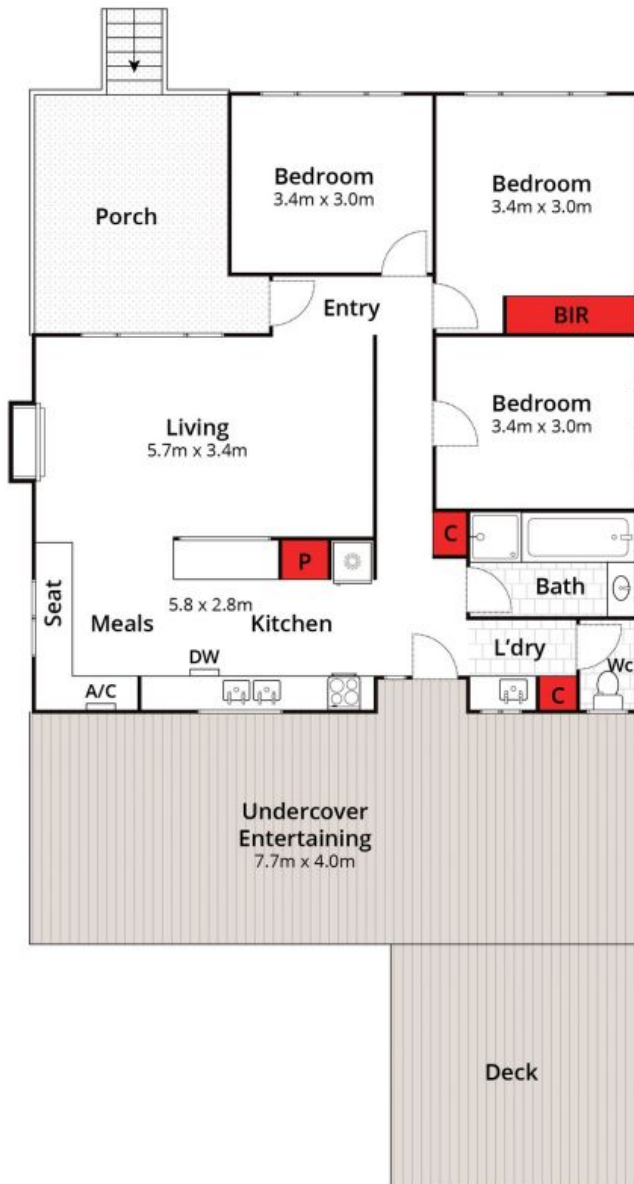 Bedroom
3.4m x 3.0m
Bedroom
3.4m x 3.0m
Porch
Entry
BIR
Living
5.7m x 3.4m
Bedroom
3.4m x 3.0m
C
P
Seat
5.8 x 2.8m
Meals
Kitchen
Bath
DW
L'dry
Wc
A/C
C
Undercover
Entertaining
7.7m x 4.0m
Deck